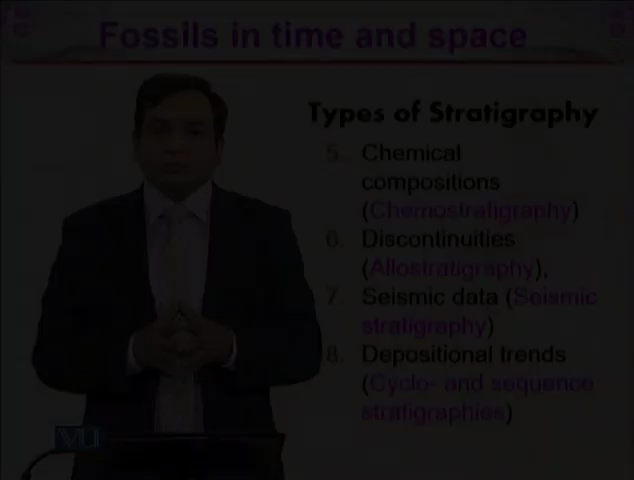 Fossils in time and space
Types of Stratigraphy
5. Chemical
compositions
(Chemostratigraphy)
6. Discontinuities
(Allostratigraphy),
7. Seismic data (Seismic
stratigraphy)
8. Depositional trends
(Cyclo- and sequence
stratigraphies)
VU